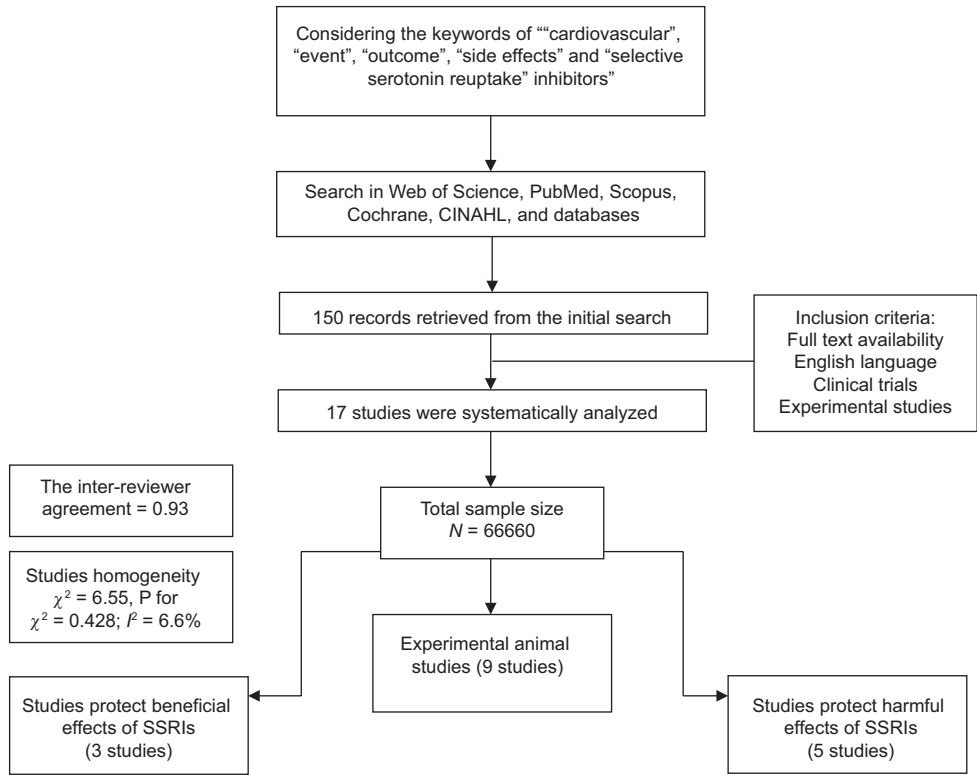 Considering the keywords of ““cardiovascular”,
“event”, “outcome”, “side effects” and “selective
serotonin reuptake” inhibitors”
Search in Web of Science, PubMed, Scopus,
Cochrane, CINAHL, and databases
150 records retrieved from the initial search
Inclusion criteria:
Full text availability
English language
Clinical trials
Experimental studies
17 studies were systematically analyzed
The inter-reviewer
agreement = 0.93
Total sample size
N = 66660
Studies homogeneity
χ² = 6.55, P for
χ² = 0.428; I² = 6.6%
Experimental animal
studies (9 studies)
Studies protect beneficial
effects of SSRIs
(3 studies)
Studies protect harmful
effects of SSRIs
(5 studies)